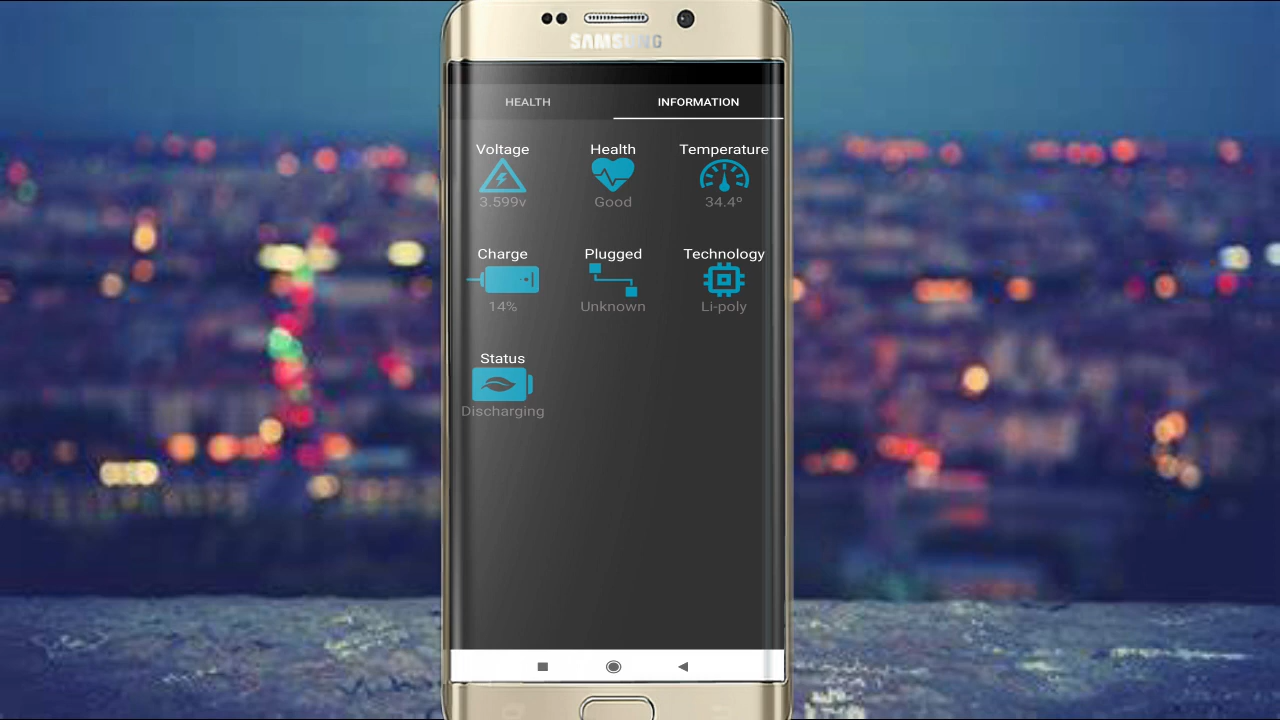 SAMSUNG
HEALTH INFORMATION
Voltage Health Temperature
3.599v Good 34.4º
Charge Plugged Technology
14% Unknown Li-poly
Status
Discharging